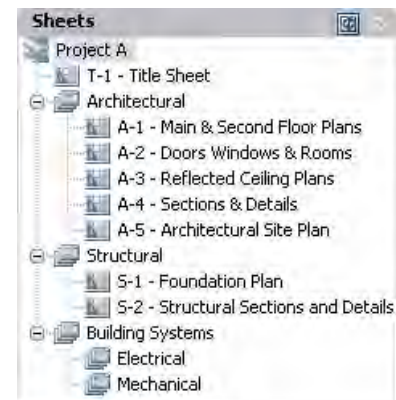 Sheets
Project A
T-1 - Title Sheet
Architectural
A-1 - Main & Second Floor Plans
A-2 - Doors Windows & Rooms
A-3 - Reflected Ceiling Plans
A-4 - Sections & Details
A-5 - Architectural Site Plan
Structural
S-1 - Foundation Plan
S-2 - Structural Sections and Details
Building Systems
Electrical
Mechanical